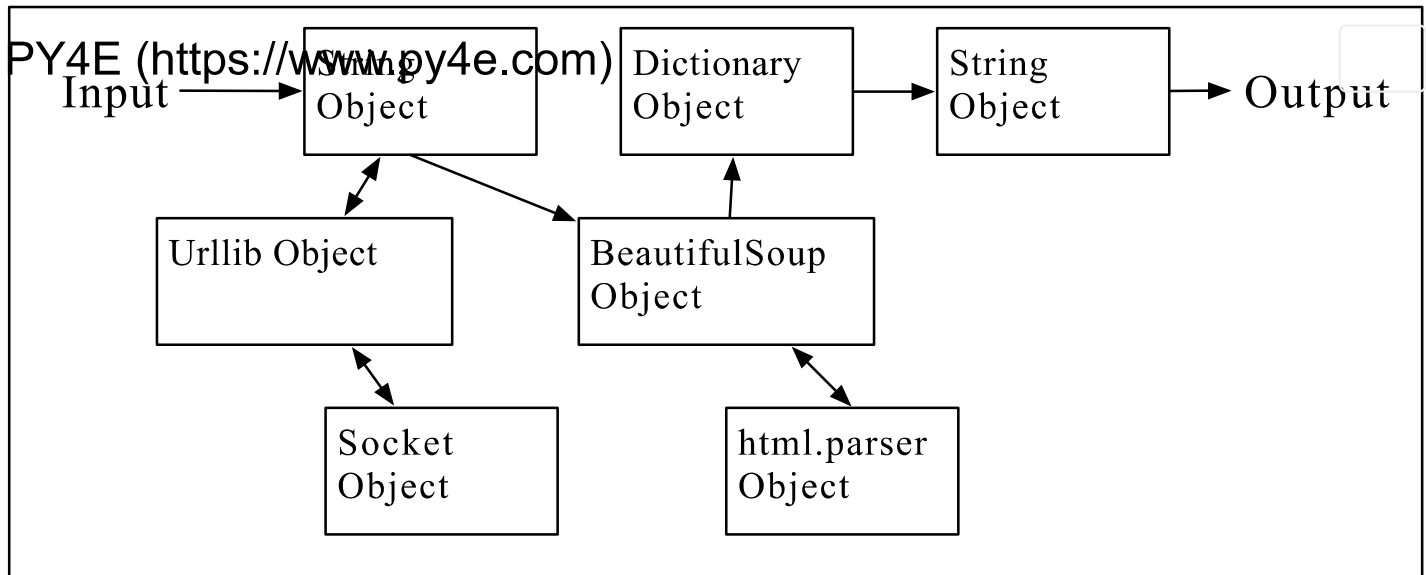 PY4E (https://www.py4e.com)
Input
String
Object
Dictionary
Object
String
Object
Output
Urllib Object
BeautifulSoup
Object
Socket
Object
html.parser
Object